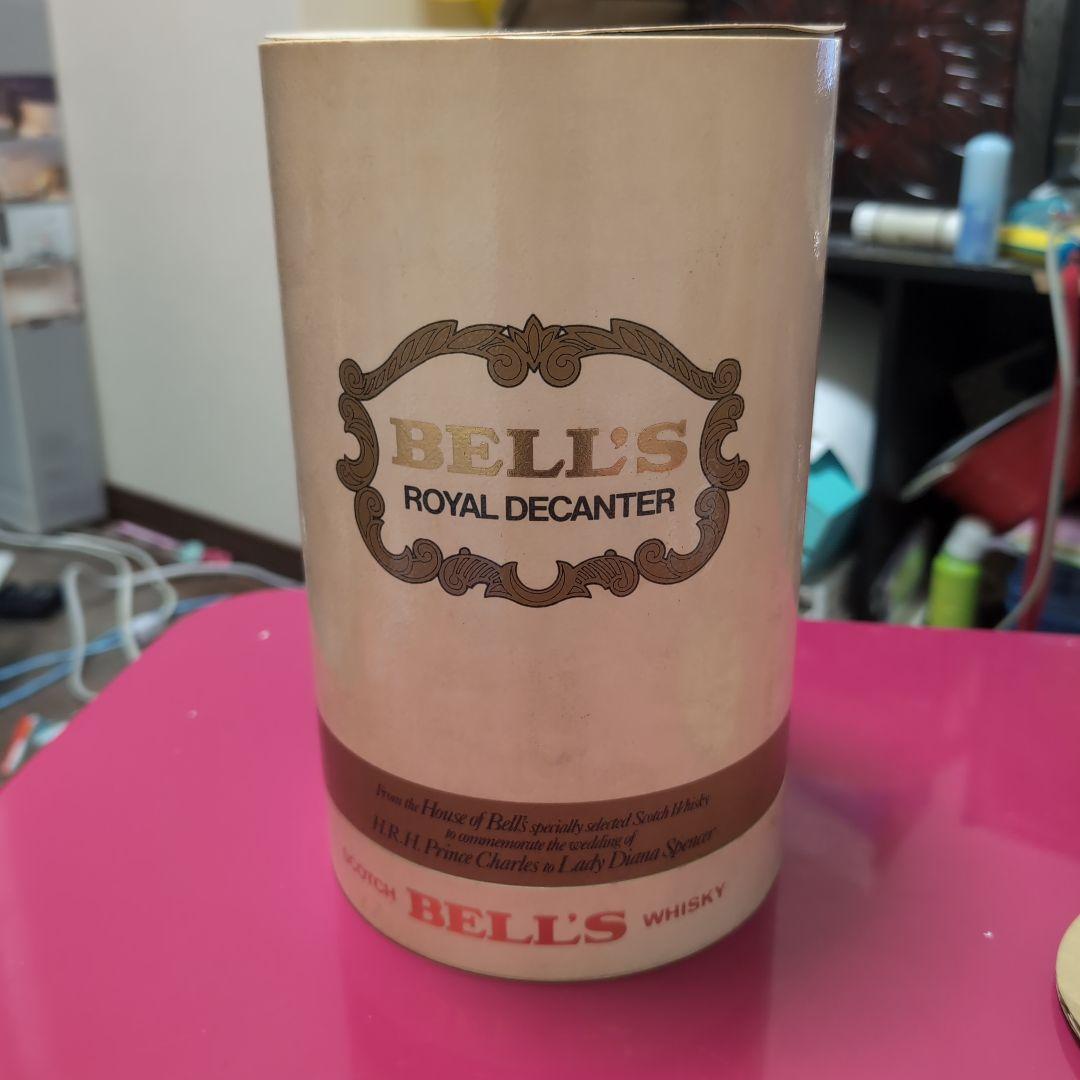 BELL'S
ROYAL DECANTER
From the House of Bell's specially selected Scotch Whisky
to commemorate the wedding of
H.R.H. Prince Charles to Lady Diana Spencer
SCOTCH BELL'S WHISKY